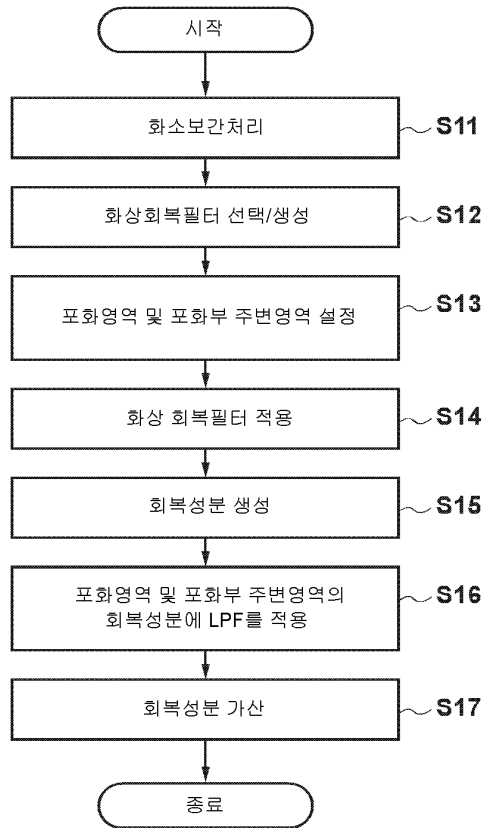 시작
화소보간처리
S11
화상회복필터 선택/생성
S12
포화영역 및 포화부 주변영역 설정
S13
화상 회복필터 적용
S14
회복성분 생성
S15
포화영역 및 포화부 주변영역의
회복성분에 LPF를 적용
S16
회복성분 가산
S17
종료